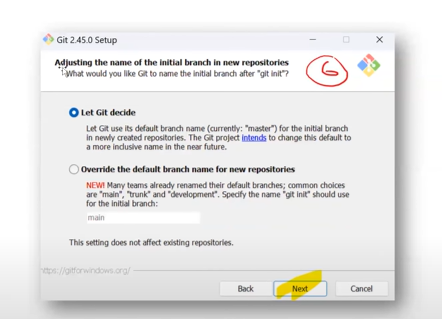 Git 2.45.0 Setup
Adjusting the name of the initial branch in new repositories
What would you like Git to name the initial branch after "git init"?
6
Let Git decide
Let Git use its default branch name (currently: "master") for the initial branch
in newly created repositories. The Git project intends to change this default to
a more inclusive name in the near future.
Override the default branch name for new repositories
NEW! Many teams already renamed their default branches; common choices
are "main", "trunk" and "development". Specify the name "git init" should use
for the initial branch:
main
This setting does not affect existing repositories.
https://gitforwindows.org/
Back Next Cancel